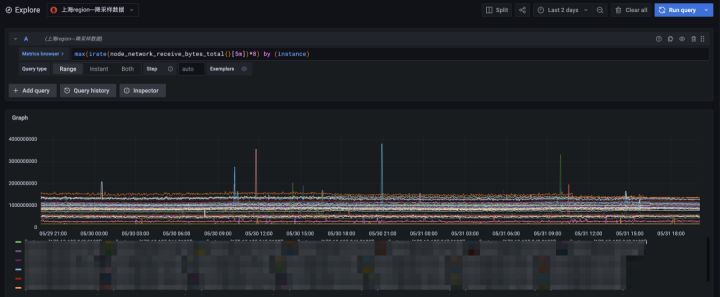 Explore 上海region—降采样数据 Split Last 2 days Clear all Run query
A (上海region—降采样数据)
Metrics browser > max(irate(node_network_receive_bytes_total{}[5m])*8) by (instance)
Query type Range Instant Both Step auto Exemplars
+ Add query Query history Inspector
Graph
4000000000
3000000000
2000000000
1000000000
0
05/29 21:00 05/30 00:00 05/30 03:00 05/30 06:00 05/30 09:00 05/30 12:00 05/30 15:00 05/30 18:00 05/30 21:00 05/31 00:00 05/31 03:00 05/31 06:00 05/31 09:00 05/31 12:00 05/31 15:00 05/31 18:00